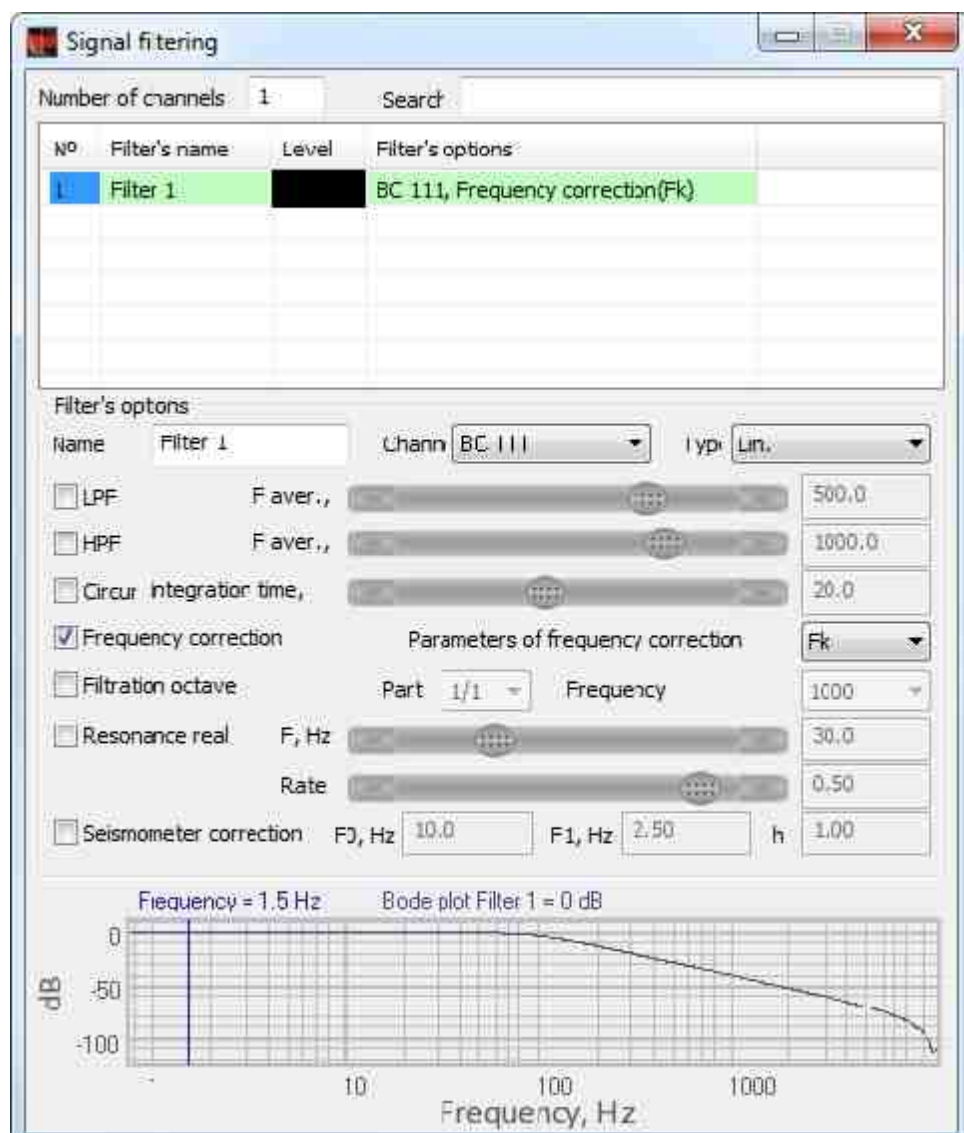 Signal filtering
Number of channels 1 Search
Nº Filter's name Level Filter's options
1 Filter 1 BC 111, Frequency correction(Fk)
Filter's options
Name Filter 1 Chann BC 111 Typ Lin.
LPF F aver., 500.0
HPF F aver., 1000.0
Circur integration time, 20.0
Frequency correction Parameters of frequency correction Fk
Filtration octave Part 1/1 Frequency 1000
Resonance real F, Hz 30.0
Rate 0.50
Seismometer correction F0, Hz 10.0 F1, Hz 2.50 h 1.00
Frequency = 1.5 Hz Bode plot Filter 1 = 0 dB
0
dB
-50
-100
10 100 1000
Frequency, Hz